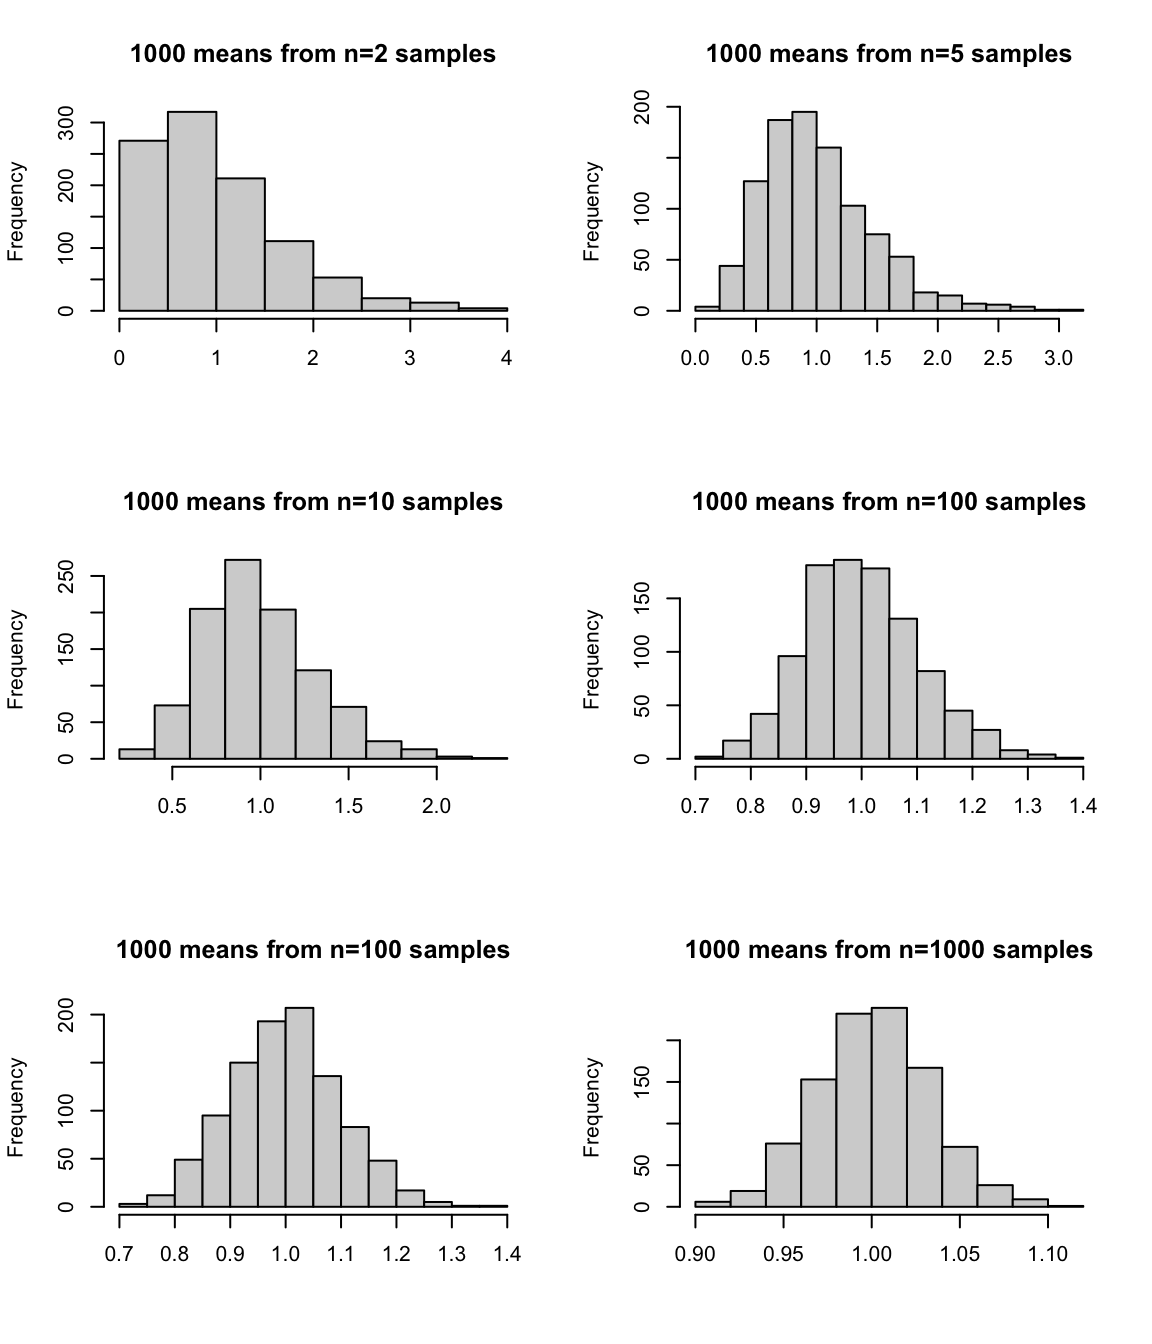 1000 means from n=2 samples
Frequency
0 100 200 300
0 1 2 3 4
1000 means from n=5 samples
Frequency
0 50 100 200
0.0 0.5 1.0 1.5 2.0 2.5 3.0
1000 means from n=10 samples
Frequency
0 50 150 250
0.5 1.0 1.5 2.0
1000 means from n=100 samples
Frequency
0 50 100 150
0.7 0.8 0.9 1.0 1.1 1.2 1.3 1.4
1000 means from n=100 samples
Frequency
0 50 100 200
0.7 0.8 0.9 1.0 1.1 1.2 1.3 1.4
1000 means from n=1000 samples
Frequency
0 50 150
0.90 0.95 1.00 1.05 1.10